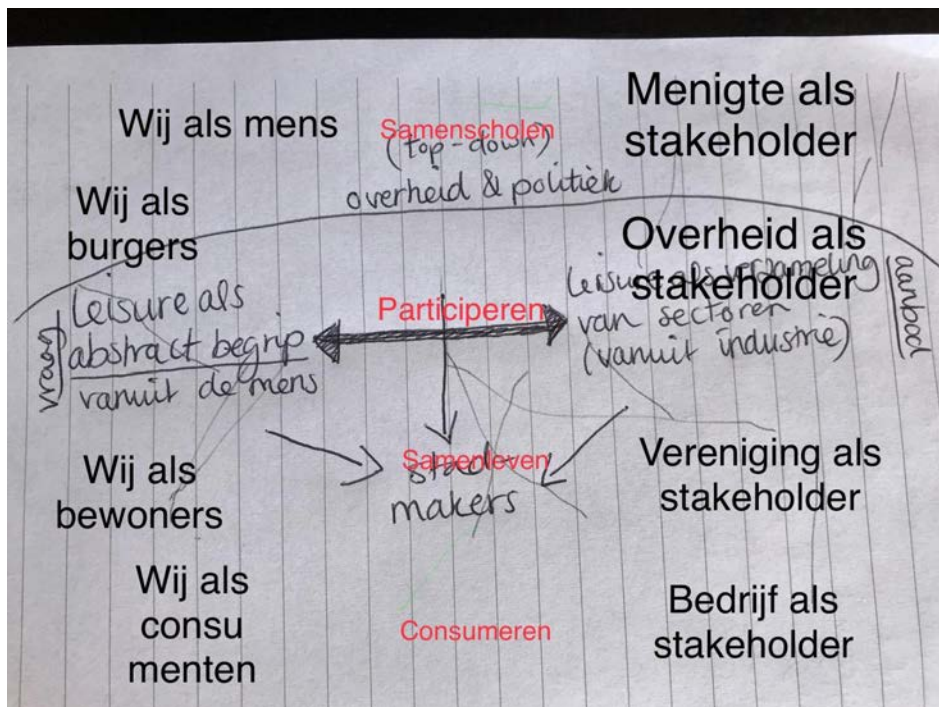 Wij als mens
Samenscholen
Menigte als
stakeholder
(top-down)
overheid & politiek
Wij als
burgers
Overheid als
stakeholder
vraag
Leisure als
abstract begrip
vanuit de mens
Participeren
Leisure als verzameling
van sectoren
(vanuit industrie)
aanbod
Wij als
bewoners
Samenleven
stad-
makers
Vereniging als
stakeholder
Wij als
consu
menten
Consumeren
Bedrijf als
stakeholder